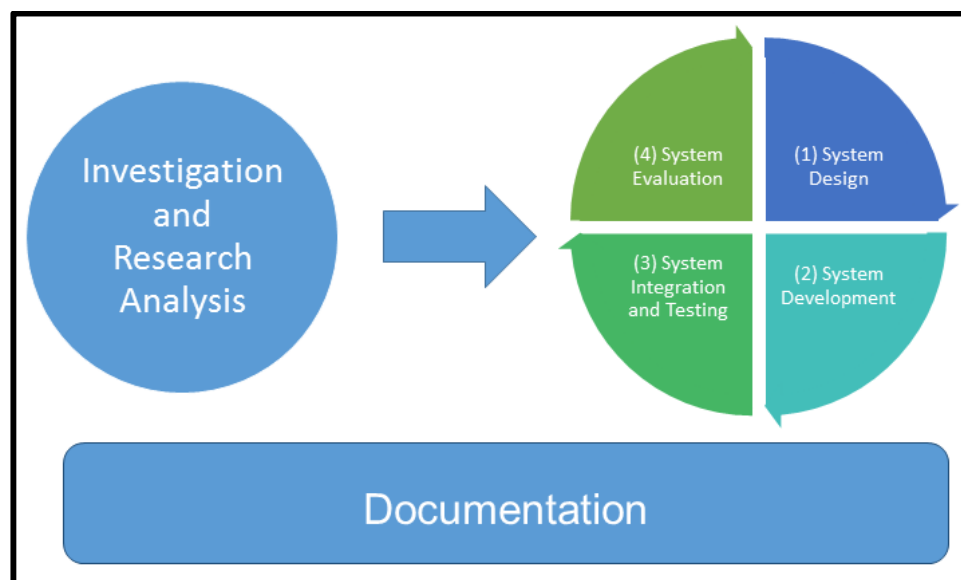 Investigation
and
Research
Analysis
(4) System
Evaluation
(1) System
Design
(3) System
Integration
and Testing
(2) System
Development
Documentation